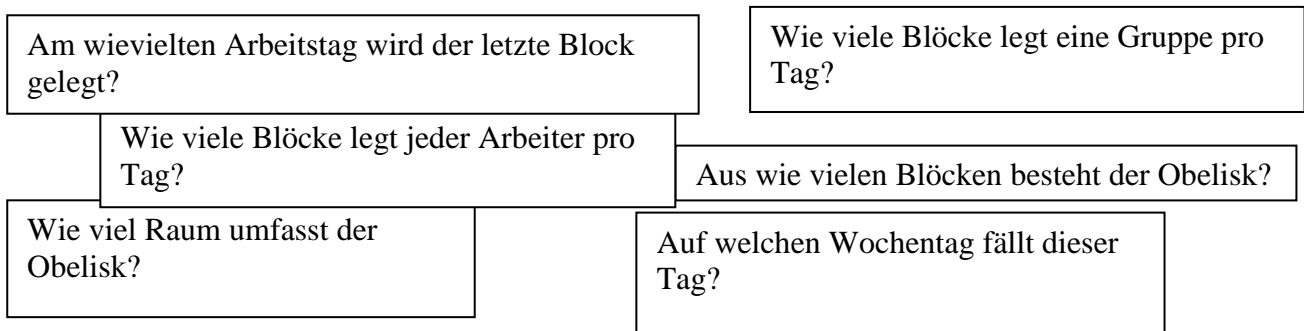 Am wievielten Arbeitstag wird der letzte Block
gelegt?
Wie viele Blöcke legt eine Gruppe pro
Tag?
Wie viele Blöcke legt jeder Arbeiter pro
Tag?
Aus wie vielen Blöcken besteht der Obelisk?
Wie viel Raum umfasst der
Obelisk?
Auf welchen Wochentag fällt dieser
Tag?